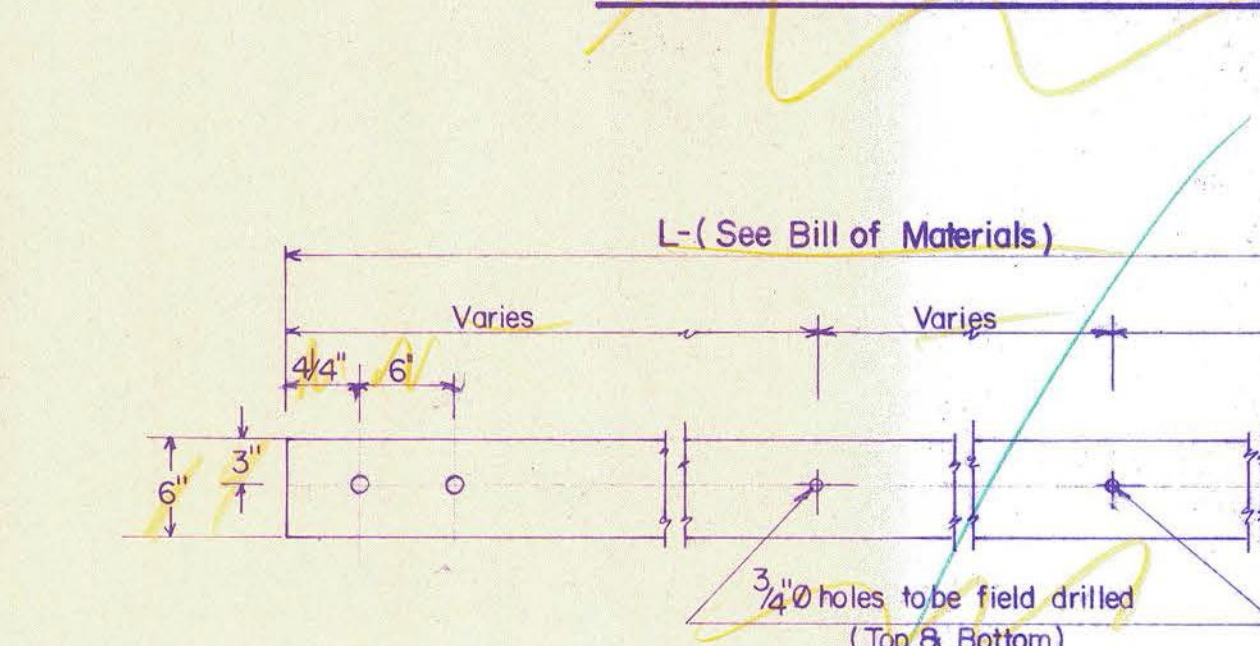 L-(See Bill of Materials)
Varies
Varies
4 1/4"
6"
3"
6"
3/4"Ø holes to be field drilled
(Top & Bottom)